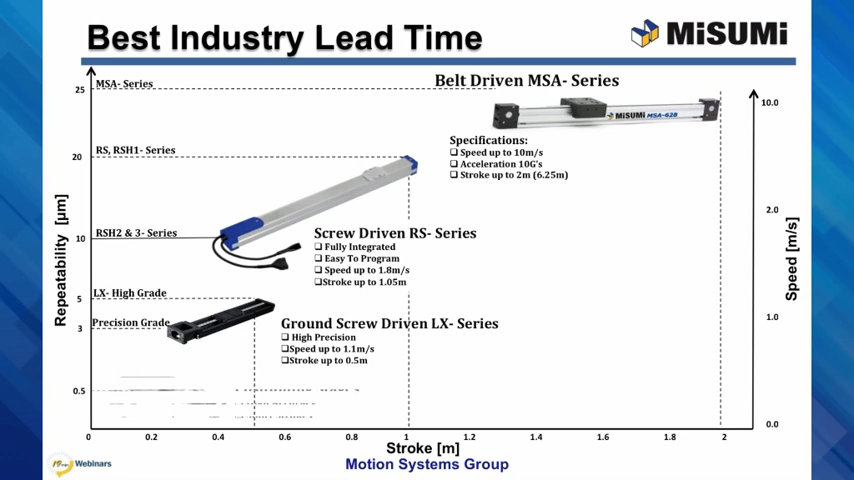 Best Industry Lead Time
MiSUMi
MSA- Series
Belt Driven MSA- Series
25
10.0
MiSUMi MSA-628
Specifications:
Speed up to 10m/s
Acceleration 10G's
Stroke up to 2m (6.25m)
RS, RSH1- Series
20
2.0
RSH2 & 3- Series
10
Screw Driven RS- Series
Fully Integrated
Easy To Program
Speed up to 1.8m/s
Stroke up to 1.05m
Repeatability [µm]
Speed [m/s]
LX- High Grade
5
1.0
Precision Grade
3
Ground Screw Driven LX- Series
High Precision
Speed up to 1.1m/s
Stroke up to 0.5m
0.5
0.0
0 0.2 0.4 0.6 0.8 1 1.2 1.4 1.6 1.8 2
Stroke [m]
Motion Systems Group
Webinars